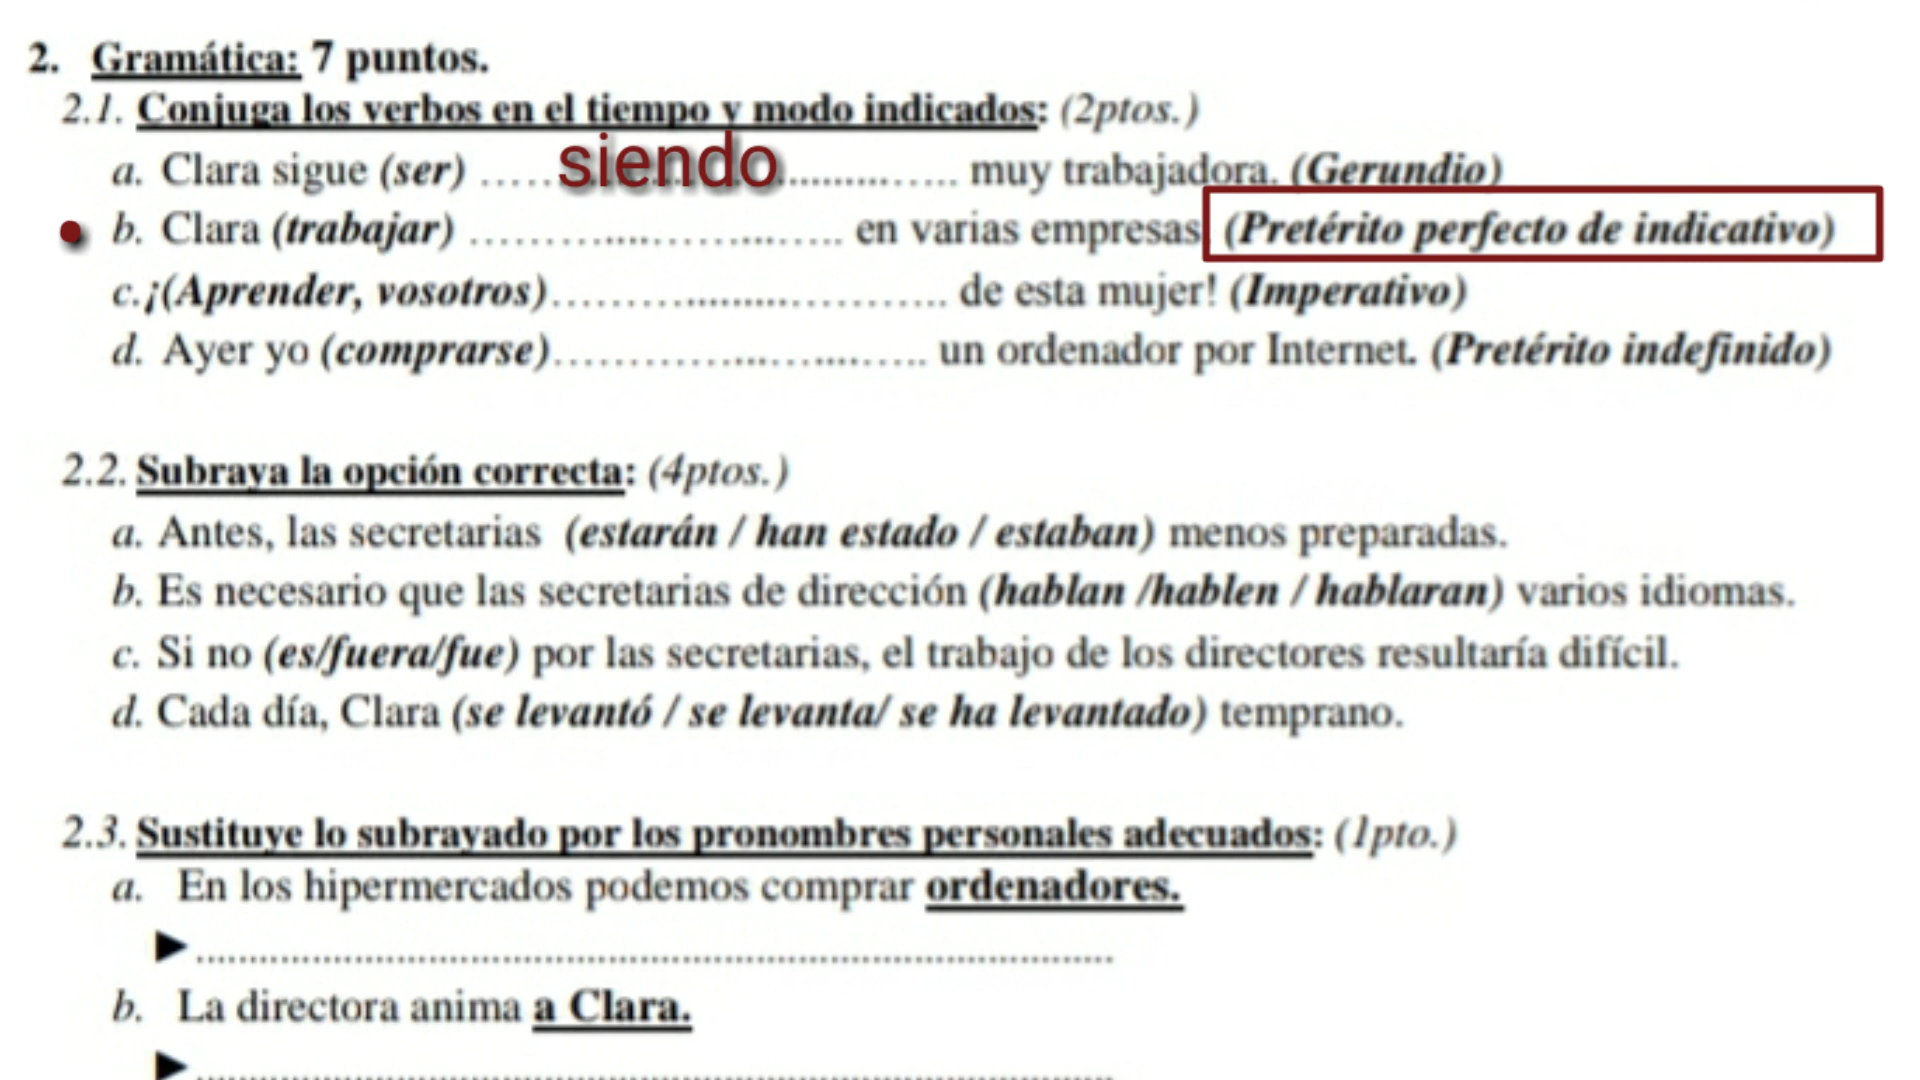 2. Gramática: 7 puntos.
2.1. Conjuga los verbos en el tiempo y modo indicados: (2ptos.)
a. Clara sigue (ser) .....siendo............... muy trabajadora. (Gerundio)
b. Clara (trabajar) .............................. en varias empresas. (Pretérito perfecto de indicativo)
c.¡(Aprender, vosotros).............................. de esta mujer! (Imperativo)
d. Ayer yo (comprarse).............................. un ordenador por Internet. (Pretérito indefinido)
2.2. Subraya la opción correcta: (4ptos.)
a. Antes, las secretarias (estarán / han estado / estaban) menos preparadas.
b. Es necesario que las secretarias de dirección (hablan /hablen / hablaran) varios idiomas.
c. Si no (es/fuera/fue) por las secretarias, el trabajo de los directores resultaría difícil.
d. Cada día, Clara (se levantó / se levanta/ se ha levantado) temprano.
2.3. Sustituye lo subrayado por los pronombres personales adecuados: (1pto.)
a. En los hipermercados podemos comprar ordenadores.
►..............................................................................
b. La directora anima a Clara.
►..............................................................................